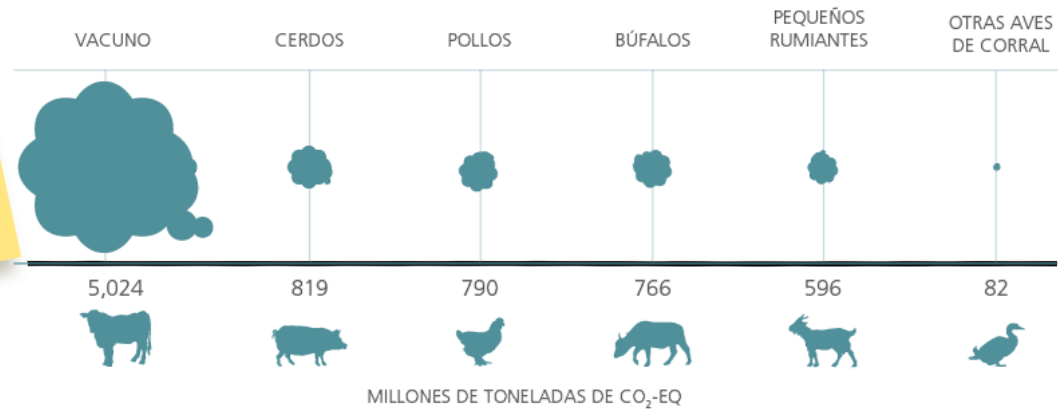 VACUNO
CERDOS
POLLOS
BÚFALOS
PEQUEÑOS
RUMIANTES
OTRAS AVES
DE CORRAL
5,024
819
790
766
596
82
MILLONES DE TONELADAS DE CO₂-EQ